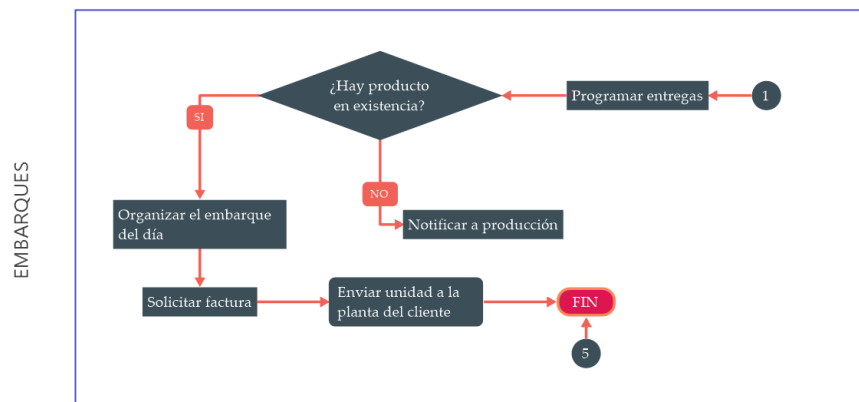 EMBARQUES
¿Hay producto
en existencia?
Programar entregas
1
SI
NO
Organizar el embarque
del día
Notificar a producción
Solicitar factura
Enviar unidad a la
planta del cliente
FIN
5